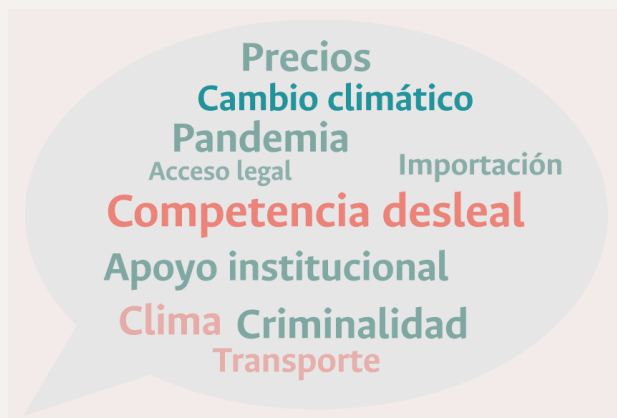 Precios
Cambio climático
Pandemia
Acceso legal
Importación
Competencia desleal
Apoyo institucional
Clima
Criminalidad
Transporte